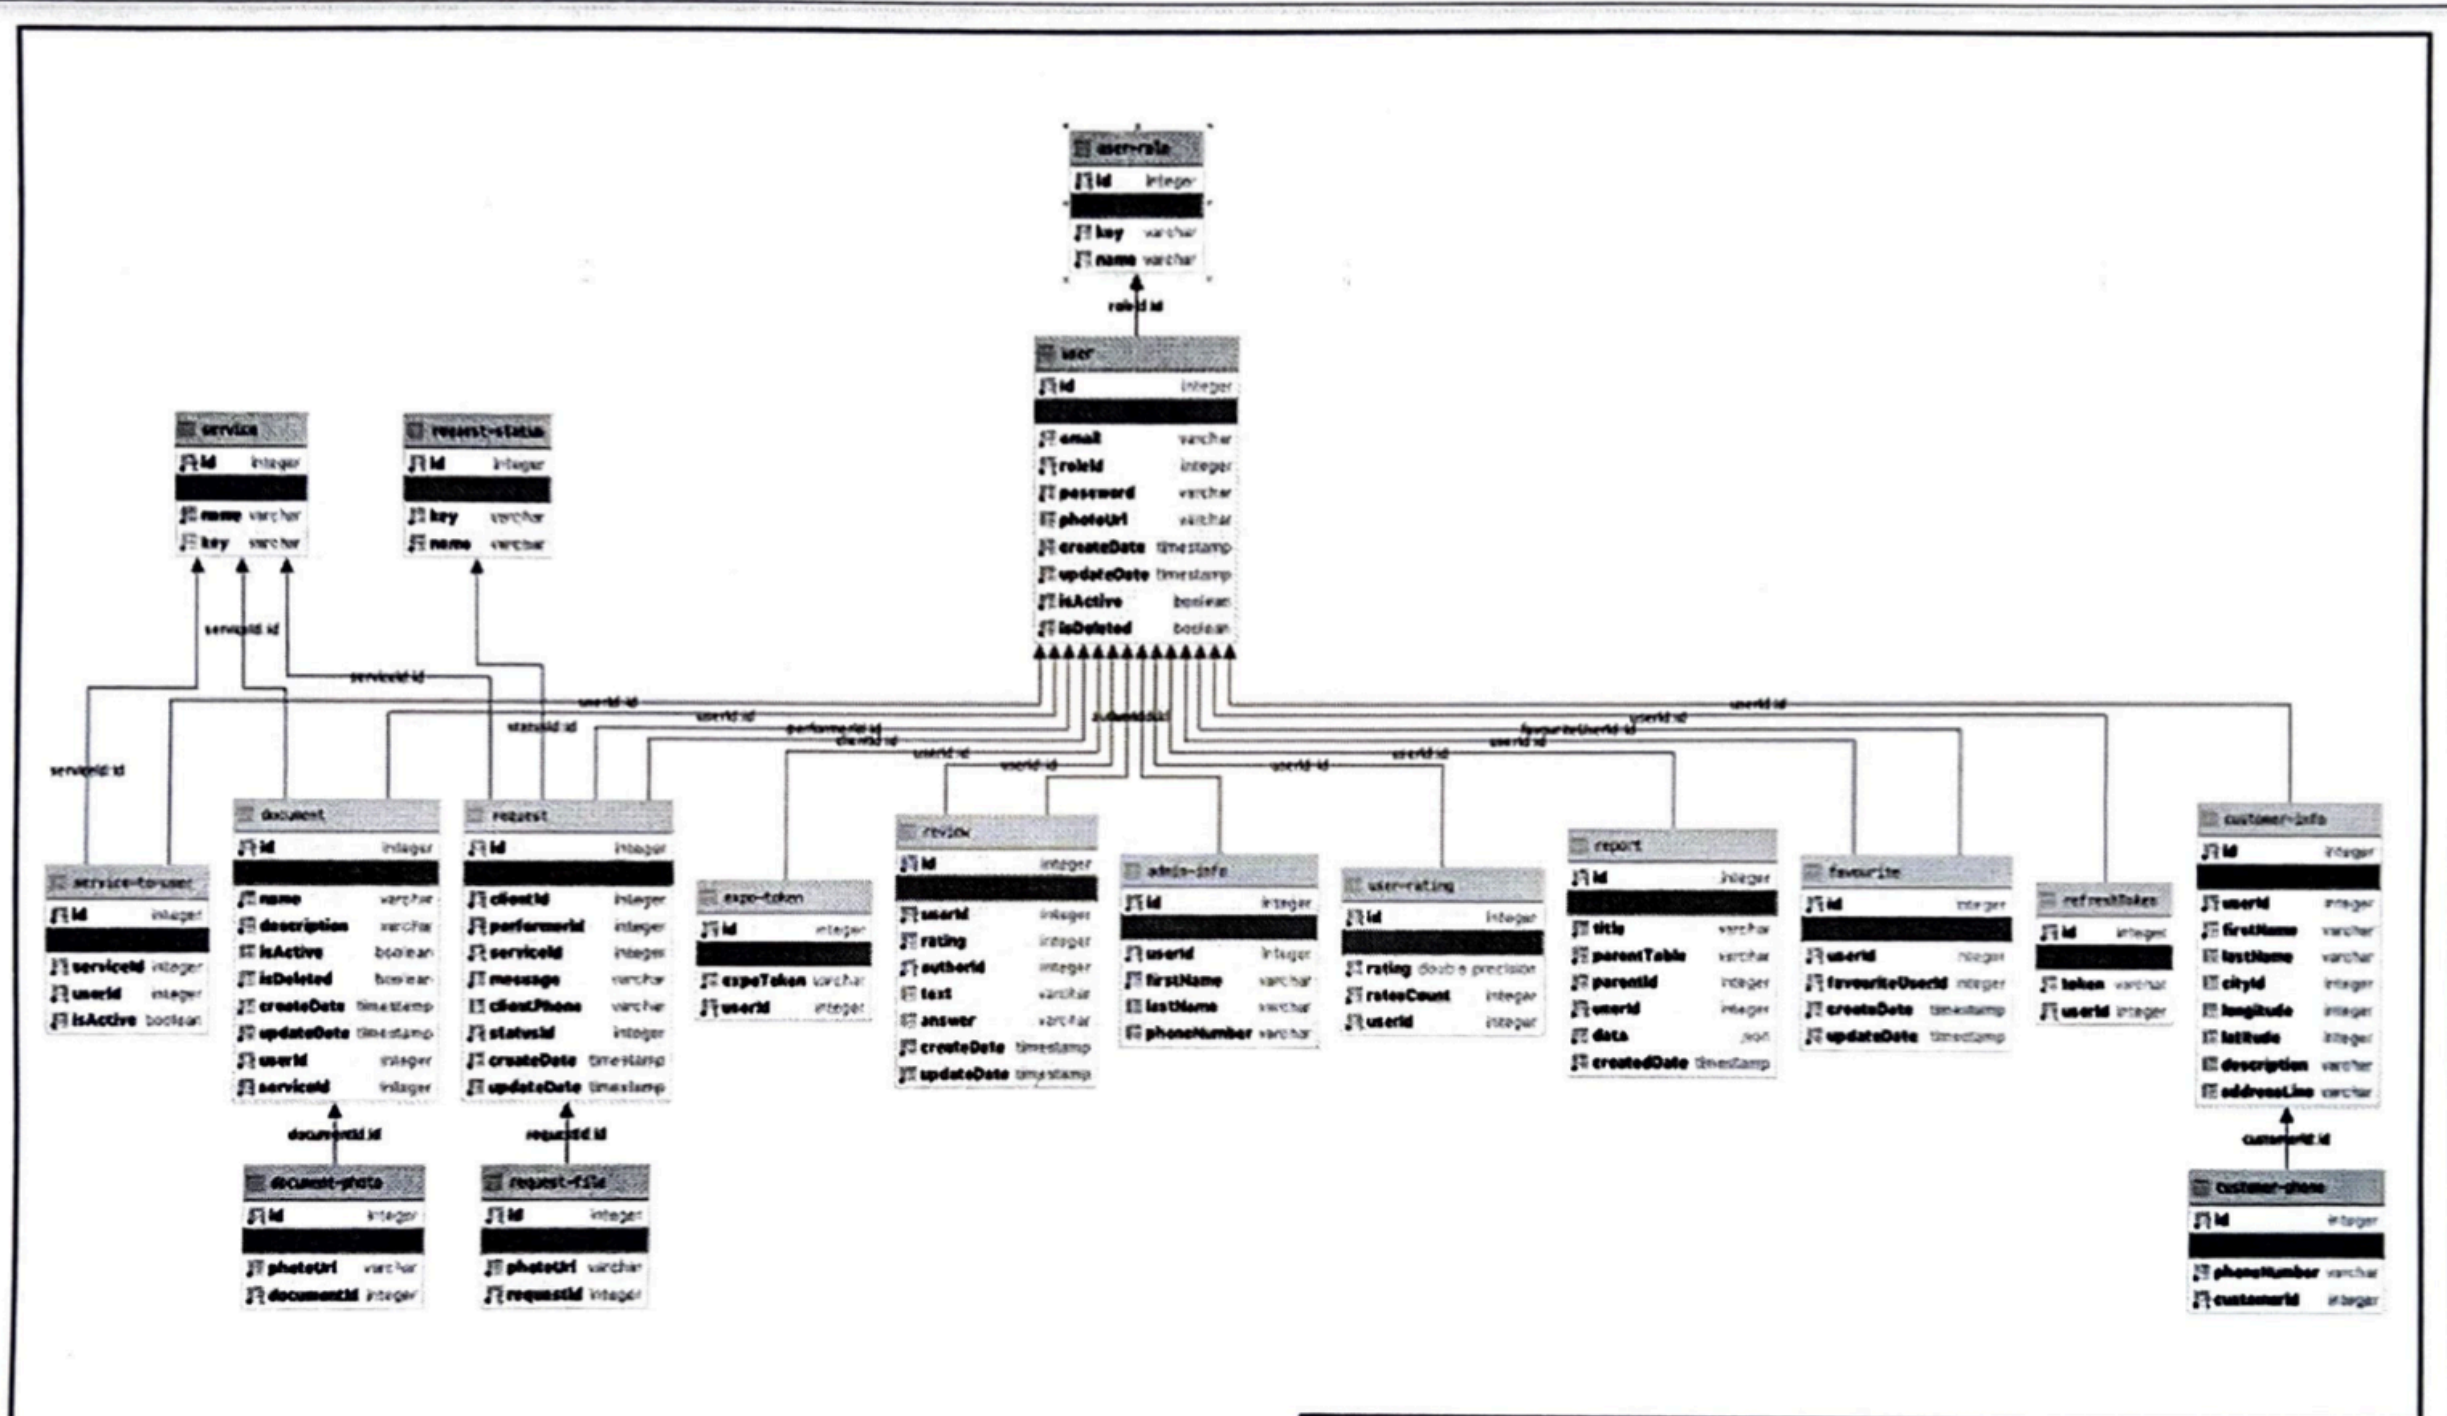 user-role
id integer
key varchar
name varchar
roleId:id
user
id integer
email varchar
roleId integer
password varchar
photoUrl varchar
createDate timestamp
updateDate timestamp
isActive boolean
isDeleted boolean
service
id integer
name varchar
key varchar
request-status
id integer
key varchar
name varchar
serviceId:id
serviceId:id
userId:id
statusId:id
userId:id
performerId:id
clientId:id
userId:id
userId:id
userId:id
userId:id
userId:id
favouriteUserId:id
userId:id
userId:id
serviceId:id
service-to-user
id integer
serviceId integer
userId integer
isActive boolean
document
id integer
name varchar
description varchar
isActive boolean
isDeleted boolean
createDate timestamp
updateDate timestamp
userId integer
serviceId integer
request
id integer
clientId integer
performerId integer
serviceId integer
message varchar
clientPhone varchar
statusId integer
createDate timestamp
updateDate timestamp
expo-token
id integer
expoToken varchar
userId integer
review
id integer
userId integer
rating integer
authorId integer
text varchar
answer varchar
createDate timestamp
updateDate timestamp
admin-info
id integer
userId integer
firstName varchar
lastName varchar
phoneNumber varchar
user-rating
id integer
rating double precision
ratesCount integer
userId integer
report
id integer
title varchar
parentTable varchar
parentId integer
userId integer
data json
createdDate timestamp
favourite
id integer
userId integer
favouriteUserId integer
createDate timestamp
updateDate timestamp
refreshToken
id integer
token varchar
userId integer
customer-info
id integer
userId integer
firstName varchar
lastName varchar
cityId integer
longitude integer
latitude integer
description varchar
addressLine varchar
documentId:id
requestId:id
customerId:id
document-photo
id integer
photoUrl varchar
documentId integer
request-file
id integer
photoUrl varchar
requestId integer
customer-phone
id integer
phoneNumber varchar
customerId integer